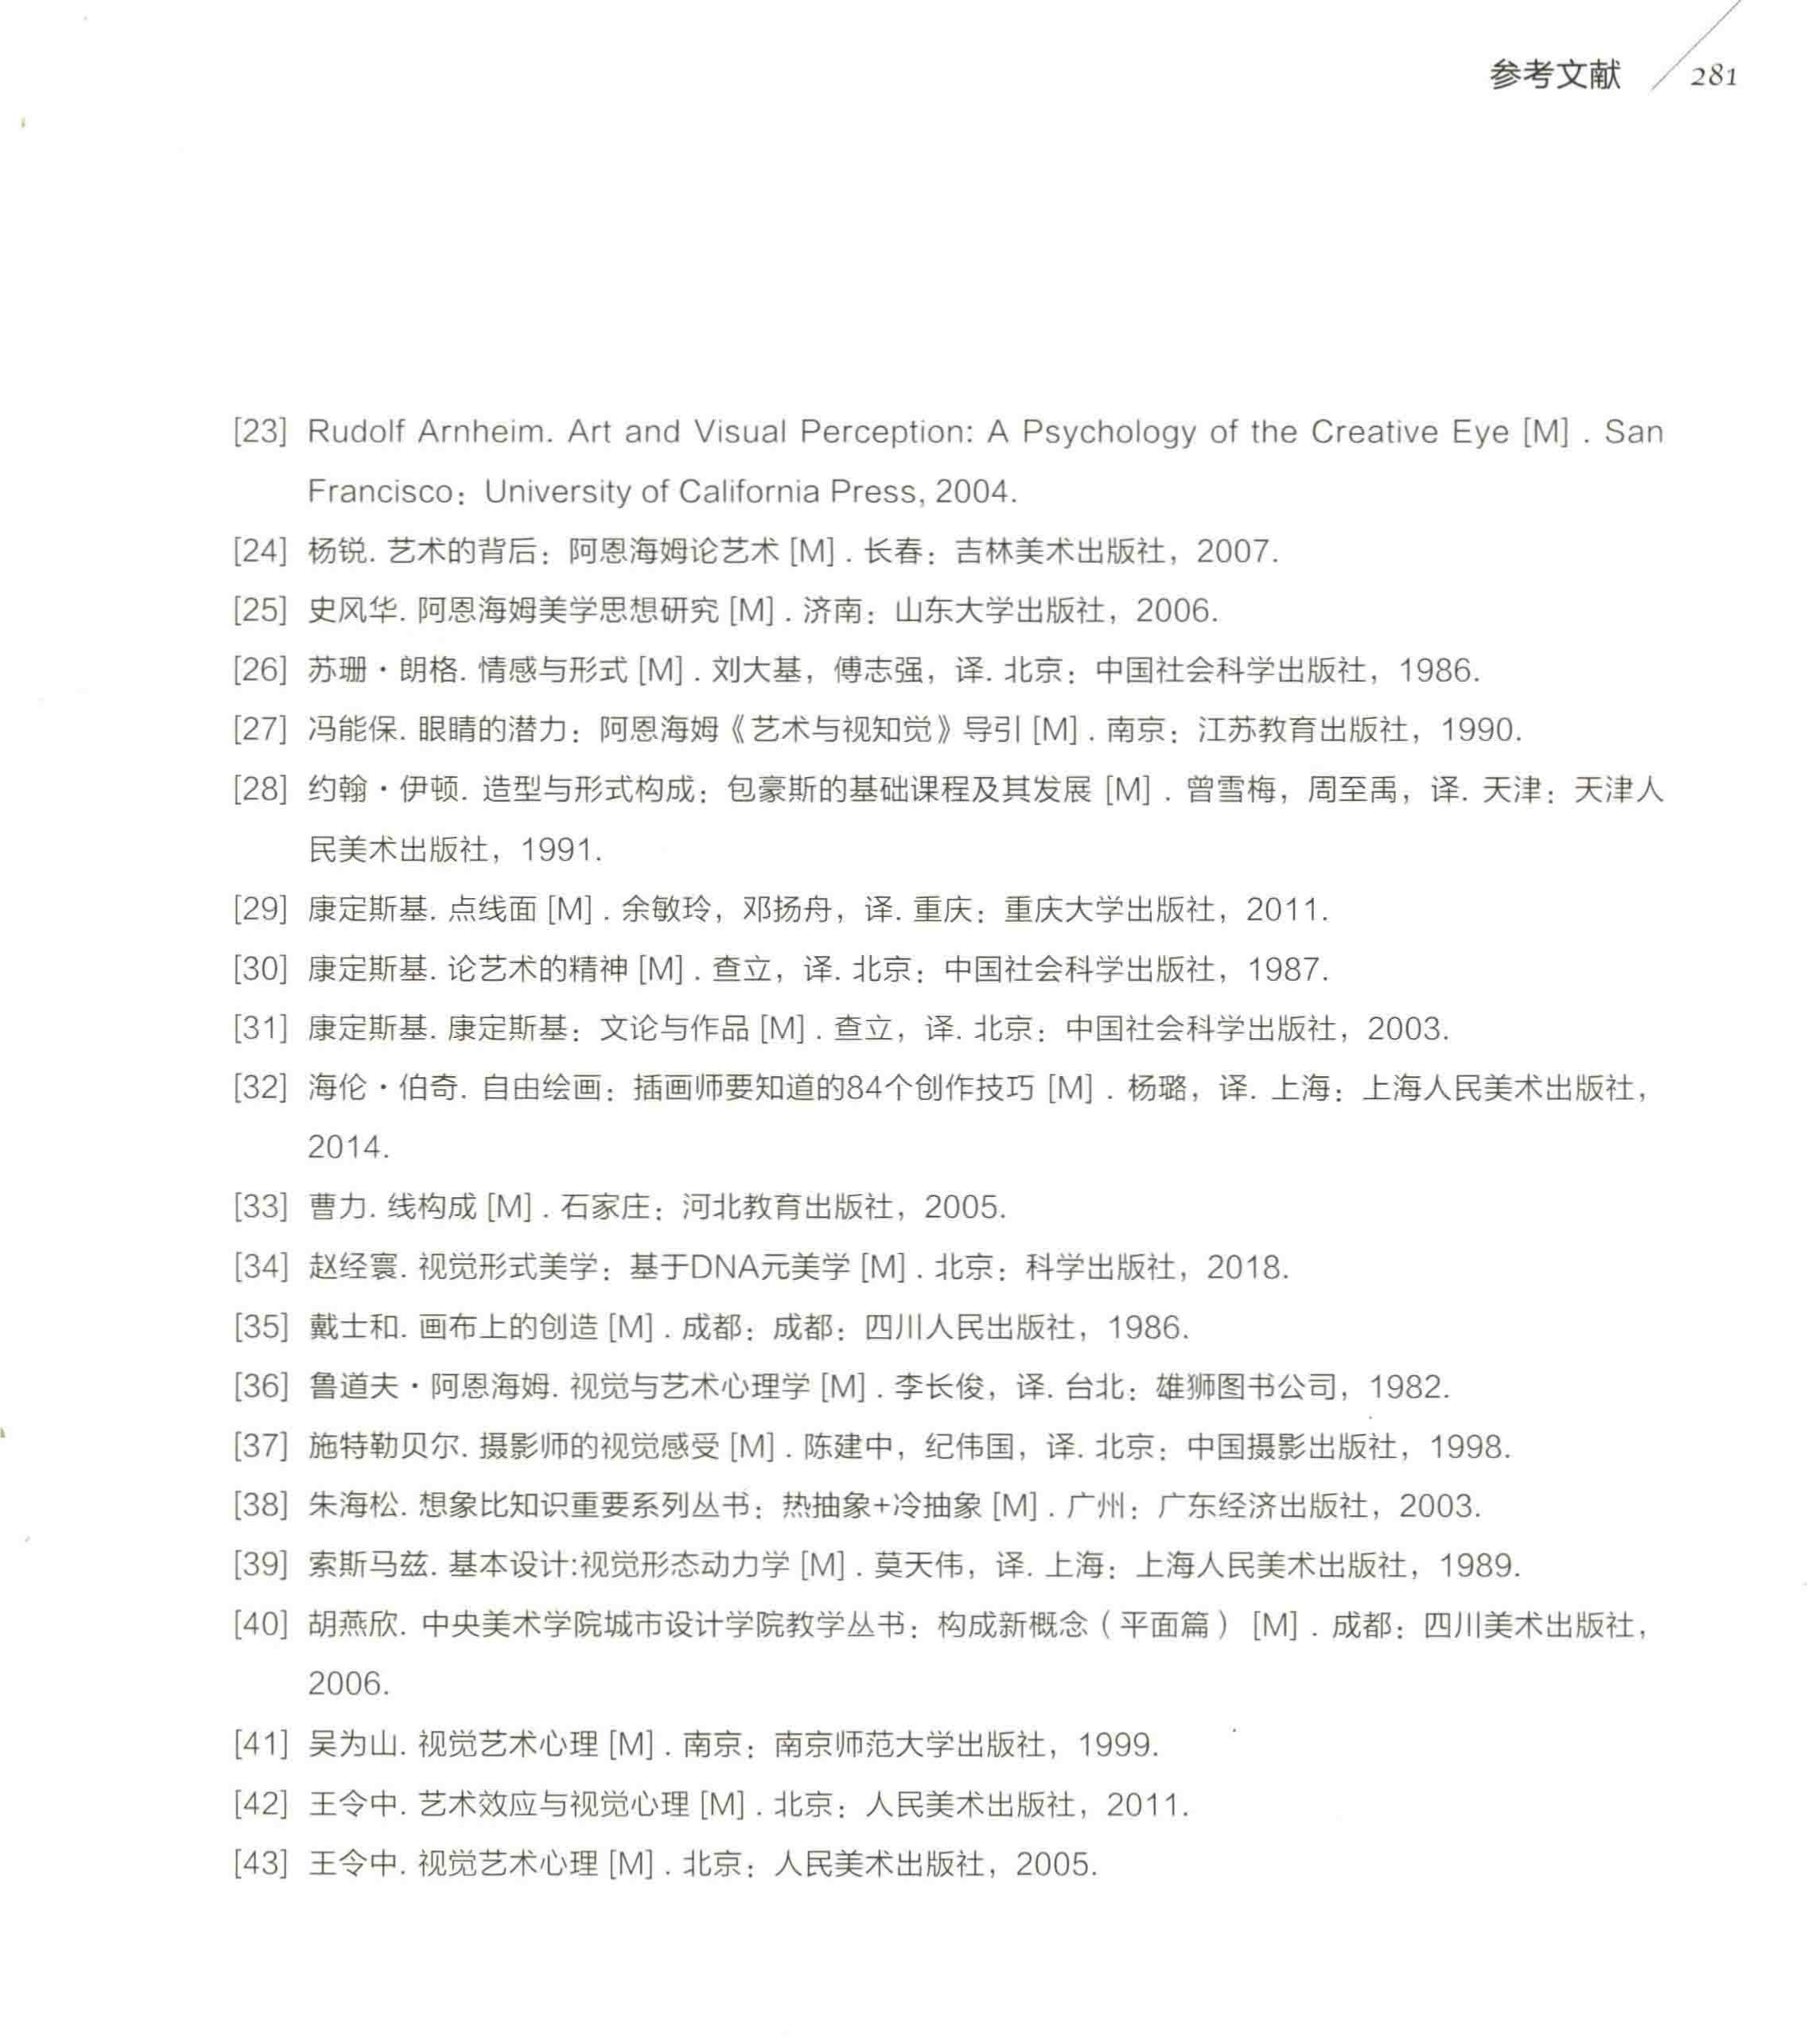 参考文献 281
[23] Rudolf Arnheim. Art and Visual Perception: A Psychology of the Creative Eye [M] . San
Francisco：University of California Press, 2004.
[24] 杨锐. 艺术的背后：阿恩海姆论艺术 [M] . 长春：吉林美术出版社，2007.
[25] 史风华. 阿恩海姆美学思想研究 [M] . 济南：山东大学出版社，2006.
[26] 苏珊·朗格. 情感与形式 [M] . 刘大基，傅志强，译. 北京：中国社会科学出版社，1986.
[27] 冯能保. 眼睛的潜力：阿恩海姆《艺术与视知觉》导引 [M] . 南京：江苏教育出版社，1990.
[28] 约翰·伊顿. 造型与形式构成：包豪斯的基础课程及其发展 [M] . 曾雪梅，周至禹，译. 天津：天津人
民美术出版社，1991.
[29] 康定斯基. 点线面 [M] . 余敏玲，邓扬舟，译. 重庆：重庆大学出版社，2011.
[30] 康定斯基. 论艺术的精神 [M] . 查立，译. 北京：中国社会科学出版社，1987.
[31] 康定斯基. 康定斯基：文论与作品 [M] . 查立，译. 北京：中国社会科学出版社，2003.
[32] 海伦·伯奇. 自由绘画：插画师要知道的84个创作技巧 [M] . 杨璐，译. 上海：上海人民美术出版社，
2014.
[33] 曹力. 线构成 [M] . 石家庄：河北教育出版社，2005.
[34] 赵经寰. 视觉形式美学：基于DNA元美学 [M] . 北京：科学出版社，2018.
[35] 戴士和. 画布上的创造 [M] . 成都：成都：四川人民出版社，1986.
[36] 鲁道夫·阿恩海姆. 视觉与艺术心理学 [M] . 李长俊，译. 台北：雄狮图书公司，1982.
[37] 施特勒贝尔. 摄影师的视觉感受 [M] . 陈建中，纪伟国，译. 北京：中国摄影出版社，1998.
[38] 朱海松. 想象比知识重要系列丛书：热抽象+冷抽象 [M] . 广州：广东经济出版社，2003.
[39] 索斯马兹. 基本设计:视觉形态动力学 [M] . 莫天伟，译. 上海：上海人民美术出版社，1989.
[40] 胡燕欣. 中央美术学院城市设计学院教学丛书：构成新概念（平面篇） [M] . 成都：四川美术出版社，
2006.
[41] 吴为山. 视觉艺术心理 [M] . 南京：南京师范大学出版社，1999.
[42] 王令中. 艺术效应与视觉心理 [M] . 北京：人民美术出版社，2011.
[43] 王令中. 视觉艺术心理 [M] . 北京：人民美术出版社，2005.